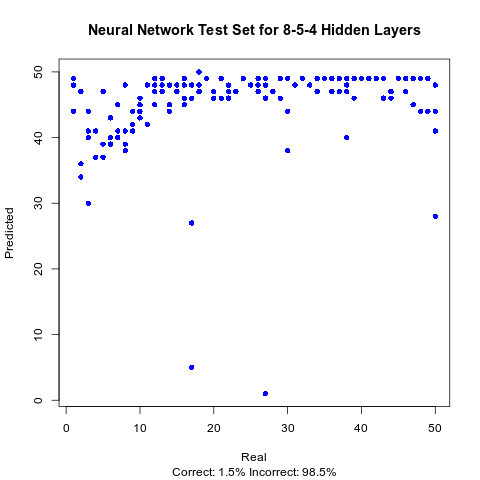 Neural Network Test Set for 8-5-4 Hidden Layers
50
40
30
20
10
0
Predicted
0 10 20 30 40 50
Real
Correct: 1.5% Incorrect: 98.5%